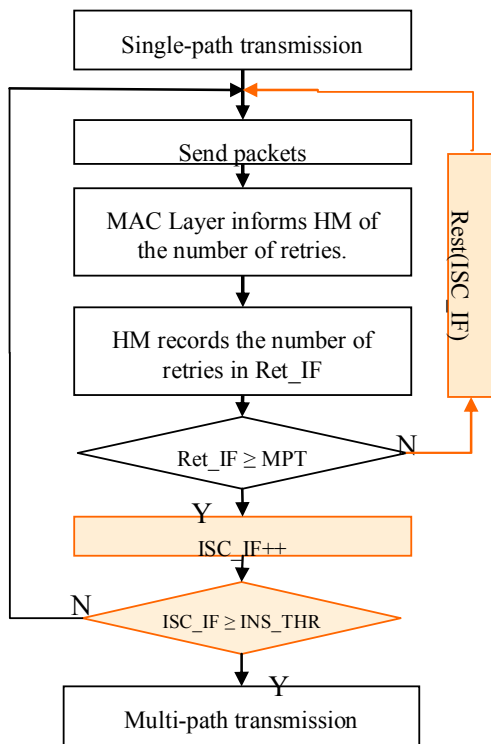 Single-path transmission
Send packets
MAC Layer informs HM of
the number of retries.
Rest(ISC_IF)
HM records the number of
retries in Ret_IF
Ret_IF ≥ MPT
N
Y
ISC_IF++
N
ISC_IF ≥ INS_THR
Y
Multi-path transmission